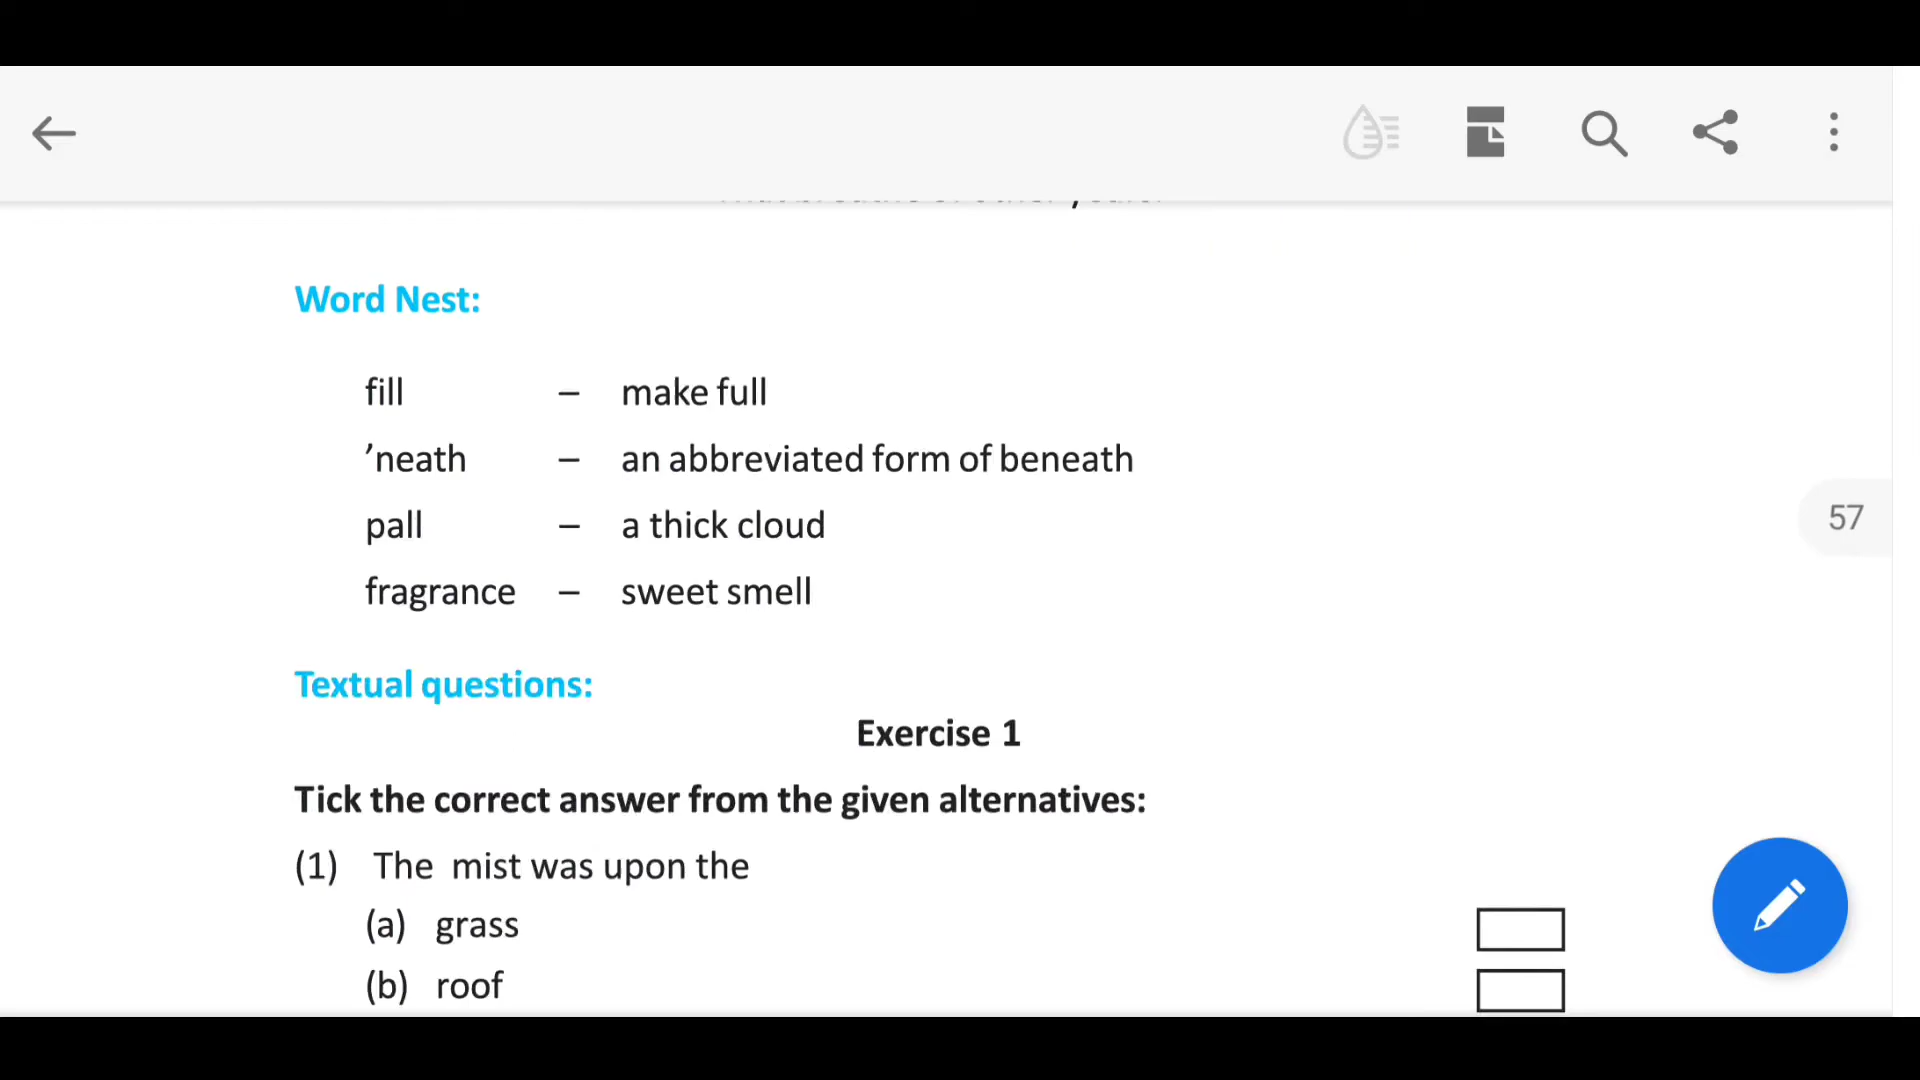 Word Nest:
fill – make full
’neath – an abbreviated form of beneath
pall – a thick cloud
57
fragrance – sweet smell
Textual questions:
Exercise 1
Tick the correct answer from the given alternatives:
(1) The mist was upon the
(a) grass
(b) roof